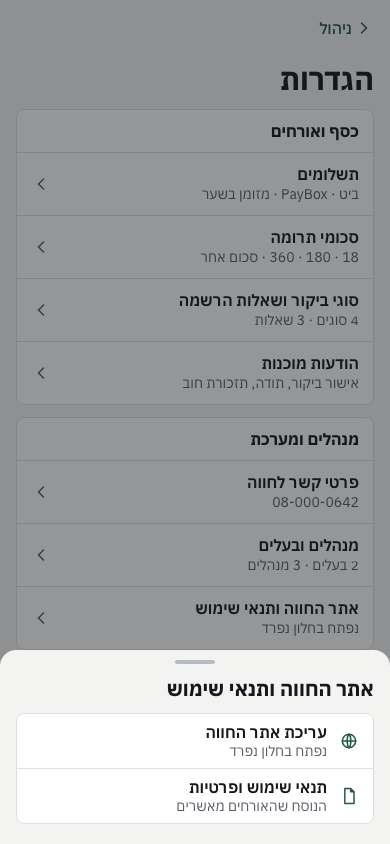 ניהול
הגדרות
כסף ואורחים
תשלומים
ביט · PayBox · מזומן בשער
סכומי תרומה
18 · 180 · 360 · סכום אחר
סוגי ביקור ושאלות הרשמה
4 סוגים · 3 שאלות
הודעות מוכנות
אישור ביקור, תודה, תזכורת חוב
מנהלים ומערכת
פרטי קשר לחווה
08-000-0642
מנהלים ובעלים
2 בעלים · 3 מנהלים
אתר החווה ותנאי שימוש
נפתח בחלון נפרד
אתר החווה ותנאי שימוש
עריכת אתר החווה
נפתח בחלון נפרד
תנאי שימוש ופרטיות
הנוסח שהאורחים מאשרים